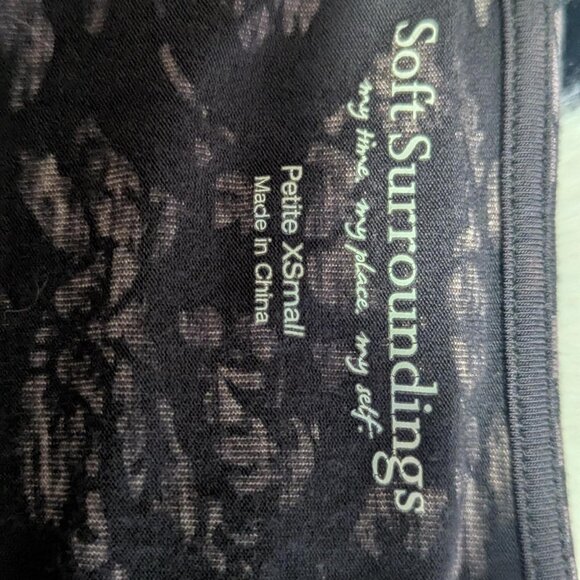 Soft Surroundings
my time. my place. my self.
Petite XSmall
Made in China